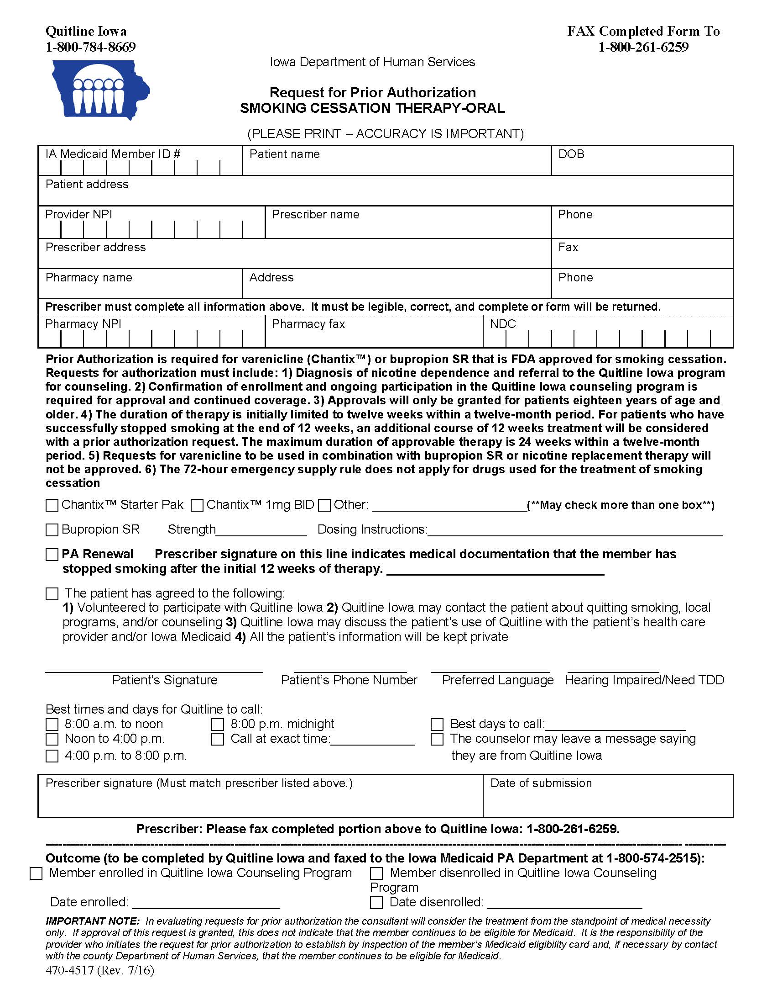 Quitline Iowa
FAX Completed Form To
1-800-784-8669
1-800-261-6259
Iowa Department of Human Services
Request for Prior Authorization
SMOKING CESSATION THERAPY-ORAL
(PLEASE PRINT – ACCURACY IS IMPORTANT)
IA Medicaid Member ID # Patient name DOB
Patient address
Provider NPI Prescriber name Phone
Prescriber address Fax
Pharmacy name Address Phone
Prescriber must complete all information above. It must be legible, correct, and complete or form will be returned.
Pharmacy NPI Pharmacy fax NDC
Prior Authorization is required for varenicline (Chantix™) or bupropion SR that is FDA approved for smoking cessation.
Requests for authorization must include: 1) Diagnosis of nicotine dependence and referral to the Quitline Iowa program
for counseling. 2) Confirmation of enrollment and ongoing participation in the Quitline Iowa counseling program is
required for approval and continued coverage. 3) Approvals will only be granted for patients eighteen years of age and
older. 4) The duration of therapy is initially limited to twelve weeks within a twelve-month period. For patients who have
successfully stopped smoking at the end of 12 weeks, an additional course of 12 weeks treatment will be considered
with a prior authorization request. The maximum duration of approvable therapy is 24 weeks within a twelve-month
period. 5) Requests for varenicline to be used in combination with bupropion SR or nicotine replacement therapy will
not be approved. 6) The 72-hour emergency supply rule does not apply for drugs used for the treatment of smoking
cessation
Chantix™ Starter Pak Chantix™ 1mg BID Other: (**May check more than one box**)
Bupropion SR Strength Dosing Instructions:
PA Renewal Prescriber signature on this line indicates medical documentation that the member has
stopped smoking after the initial 12 weeks of therapy.
The patient has agreed to the following:
1) Volunteered to participate with Quitline Iowa 2) Quitline Iowa may contact the patient about quitting smoking, local
programs, and/or counseling 3) Quitline Iowa may discuss the patient's use of Quitline with the patient's health care
provider and/or Iowa Medicaid 4) All the patient's information will be kept private
Patient's Signature Patient's Phone Number Preferred Language Hearing Impaired/Need TDD
Best times and days for Quitline to call:
8:00 a.m. to noon 8:00 p.m. midnight Best days to call:
Noon to 4:00 p.m. Call at exact time: The counselor may leave a message saying
4:00 p.m. to 8:00 p.m. they are from Quitline Iowa
Prescriber signature (Must match prescriber listed above.) Date of submission
Prescriber: Please fax completed portion above to Quitline Iowa: 1-800-261-6259.
Outcome (to be completed by Quitline Iowa and faxed to the Iowa Medicaid PA Department at 1-800-574-2515):
Member enrolled in Quitline Iowa Counseling Program Member disenrolled in Quitline Iowa Counseling
Program
Date enrolled: Date disenrolled:
IMPORTANT NOTE: In evaluating requests for prior authorization the consultant will consider the treatment from the standpoint of medical necessity
only. If approval of this request is granted, this does not indicate that the member continues to be eligible for Medicaid. It is the responsibility of the
provider who initiates the request for prior authorization to establish by inspection of the member's Medicaid eligibility card and, if necessary by contact
with the county Department of Human Services, that the member continues to be eligible for Medicaid.
470-4517 (Rev. 7/16)